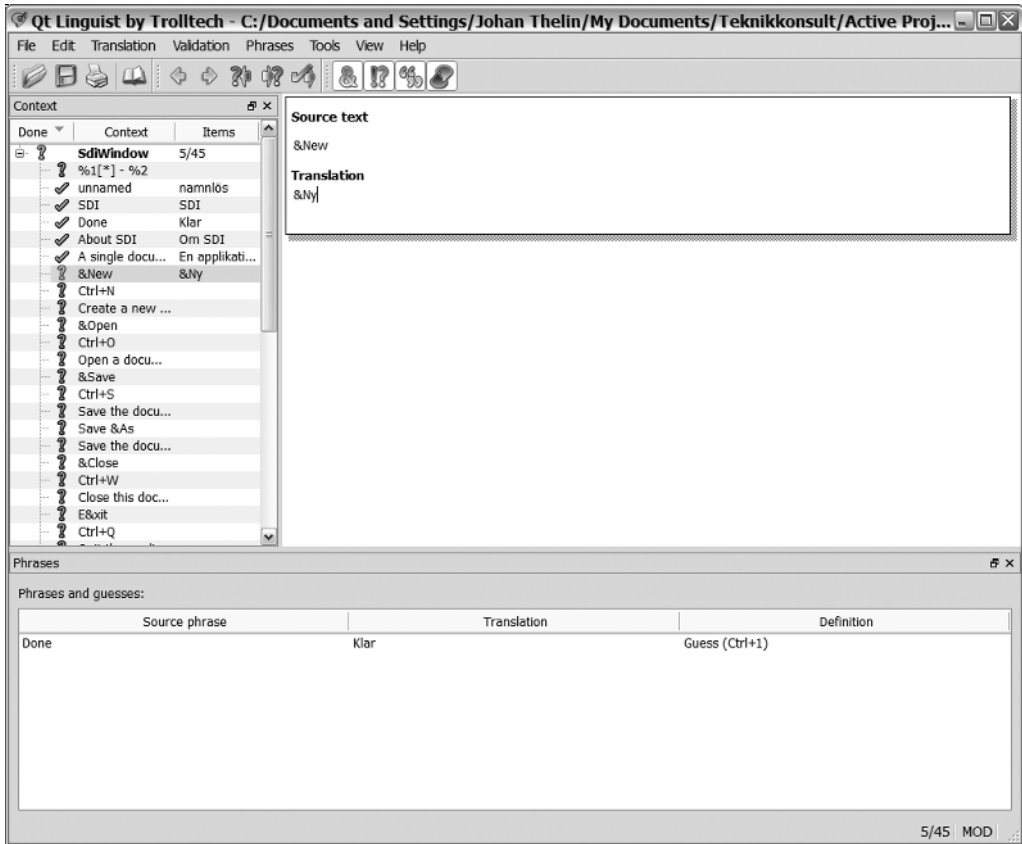 Qt Linguist by Trolltech - C:/Documents and Settings/Johan Thelin/My Documents/Teknikkonsult/Active Proj...
File Edit Translation Validation Phrases Tools View Help
Context
Done Context Items
SdiWindow 5/45
%1[*] - %2
unnamed namnlös
SDI SDI
Done Klar
About SDI Om SDI
A single docu... En applikati...
&New &Ny
Ctrl+N
Create a new ...
&Open
Ctrl+O
Open a docu...
&Save
Ctrl+S
Save the docu...
Save &As
Save the docu...
&Close
Ctrl+W
Close this doc...
E&xit
Ctrl+Q
Source text
&New
Translation
&Ny
Phrases
Phrases and guesses:
Source phrase Translation Definition
Done Klar Guess (Ctrl+1)
5/45 MOD